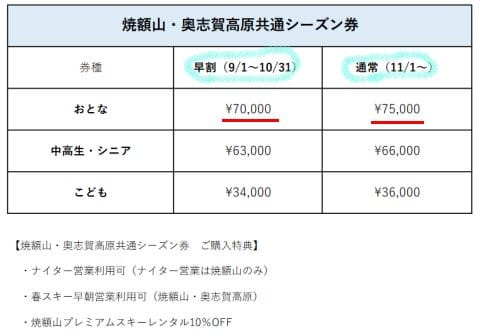 焼額山・奥志賀高原共通シーズン券
券種 早割（9/1～10/31） 通常（11/1～）
おとな ¥70,000 ¥75,000
中高生・シニア ¥63,000 ¥66,000
こども ¥34,000 ¥36,000
【焼額山・奥志賀高原共通シーズン券　ご購入特典】
・ナイター営業利用可（ナイター営業は焼額山のみ）
・春スキー早朝営業利用可（焼額山・奥志賀高原）
・焼額山プレミアムスキーレンタル10%OFF